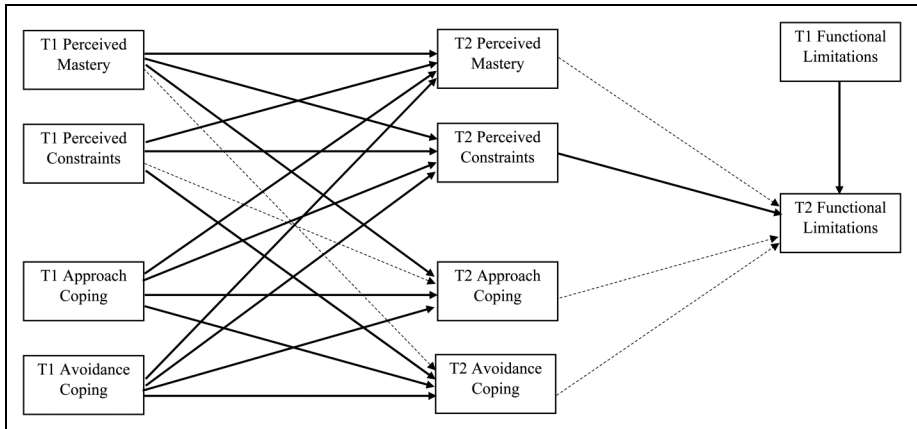 T1 Perceived
Mastery
T2 Perceived
Mastery
T1 Functional
Limitations
T1 Perceived
Constraints
T2 Perceived
Constraints
T2 Functional
Limitations
T1 Approach
Coping
T2 Approach
Coping
T1 Avoidance
Coping
T2 Avoidance
Coping